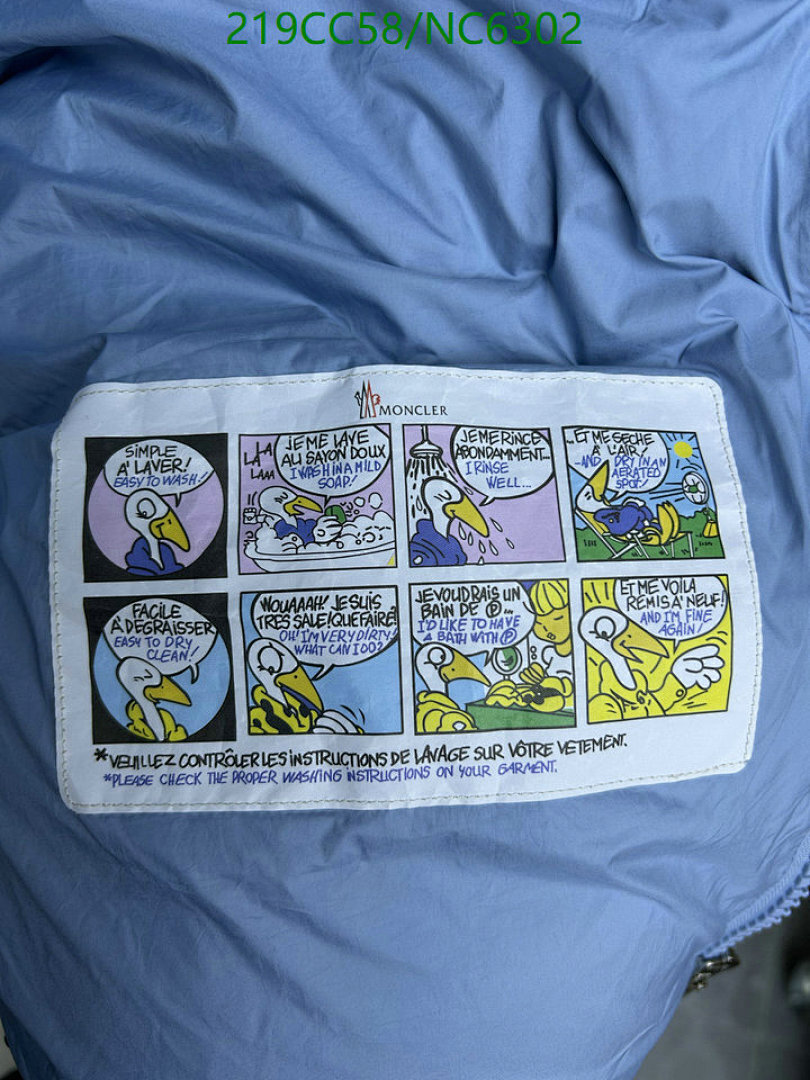 219CC58/NC6302
MONCLER
SIMPLE
À LAVER!
EASY TO WASH!
LA A
LAAA
JE ME LAVE
AU SAVON DOUX
I WASH IN A MILD
SOAP!
JE ME RINCE
ABONDAMMENT...
I RINSE
WELL...
...ET ME SECHE
À L'AIR!
...AND DRY IN AN
AERATED
SPOT!
FACILE
À DEGRAISSER
EASY TO DRY
CLEAN!
WOUAAAH! JE SUIS
TRES SALE! QUE FAIRE?
OH! I'M VERY DIRTY!
WHAT CAN I DO?
JE VOUDRAIS UN
BAIN DE Ⓟ...
I'D LIKE TO HAVE
A BATH WITH Ⓟ
ET ME VOILA
REMIS A' NEUF!
AND I'M FINE
AGAIN!
*VEUILLEZ CONTRÔLER LES INSTRUCTIONS DE LAVAGE SUR VÔTRE VETEMENT.
*PLEASE CHECK THE PROPER WASHING INSTRUCTIONS ON YOUR GARMENT.